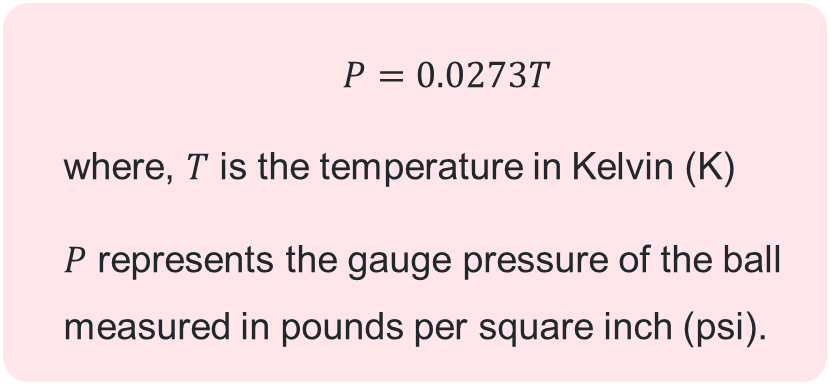 P = 0.0273T
where, T is the temperature in Kelvin (K)
P represents the gauge pressure of the ball
measured in pounds per square inch (psi).